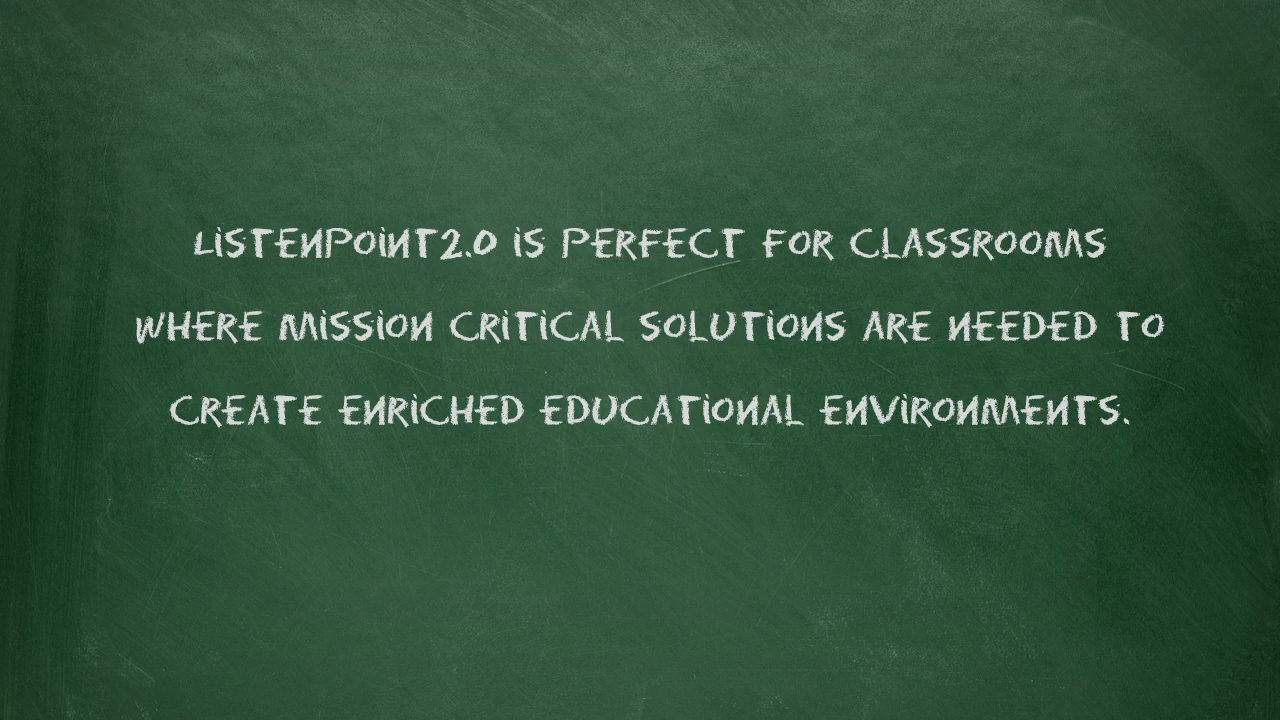 LiSTENPOiNT2.0 iS PERFECT FOR CLASSROOMS
WHERE MiSSiON CRiTiCAL SOLUTiONS ARE NEEDED TO
CREATE ENRiCHED EDUCATiONAL ENViRONMENTS.